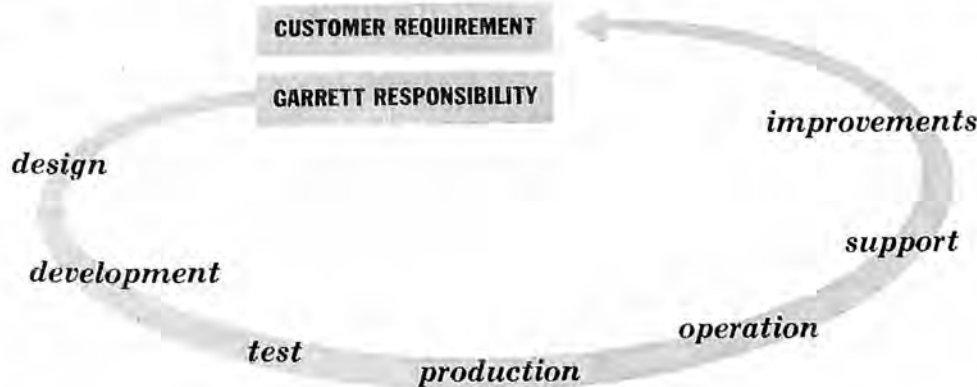 CUSTOMER REQUIREMENT
GARRETT RESPONSIBILITY
design
development
test
production
operation
support
improvements